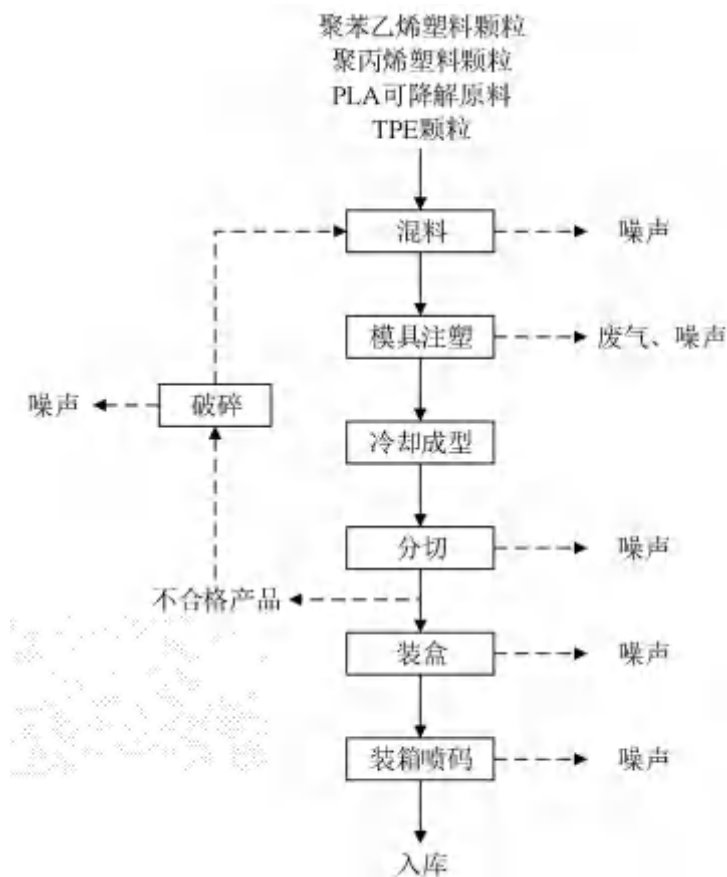 聚苯乙烯塑料颗粒
聚丙烯塑料颗粒
PLA可降解原料
TPE颗粒
混料
噪声
模具注塑
废气、噪声
噪声
破碎
冷却成型
分切
噪声
不合格产品
装盒
噪声
装箱喷码
噪声
入库